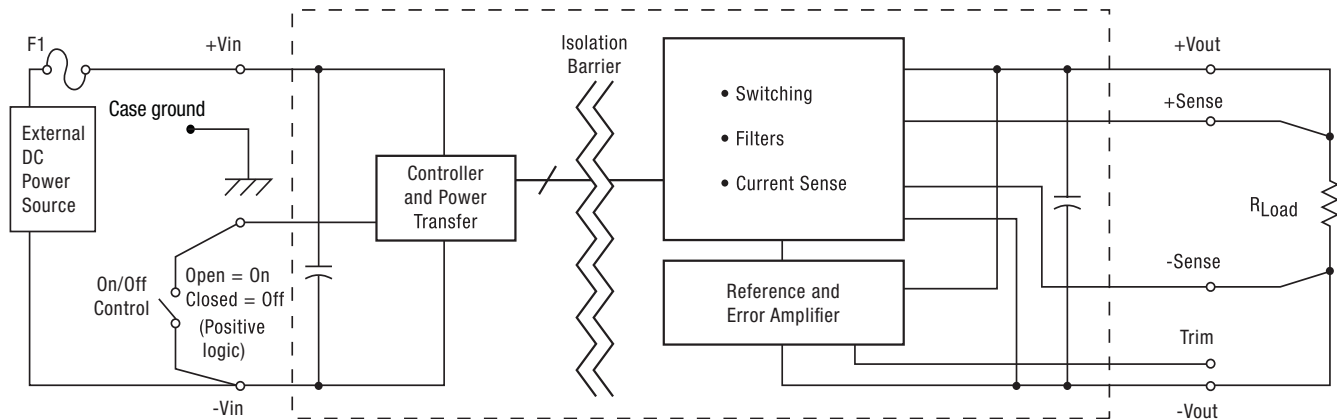 F1
+Vin
Case ground
External
DC
Power
Source
On/Off
Control
Open = On
Closed = Off
(Positive
logic)
-Vin
Controller
and Power
Transfer
Isolation
Barrier
• Switching
• Filters
• Current Sense
Reference and
Error Amplifier
+Vout
+Sense
RLoad
-Sense
Trim
-Vout